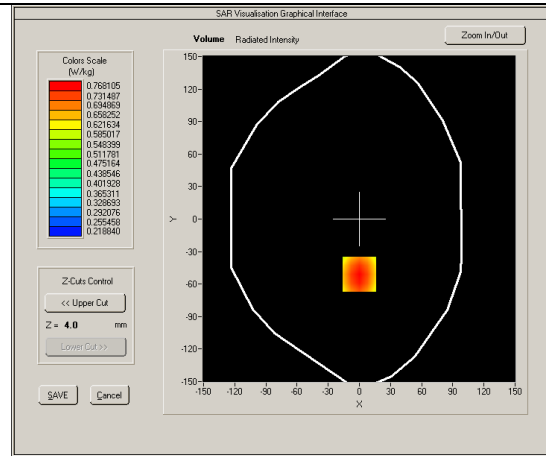 SAR Visualisation Graphical Interface
Volume Radiated Intensity
Zoom In/Out
Colors Scale
(W/kg)
0.768105
0.731487
0.694869
0.658252
0.621634
0.585017
0.548399
0.511781
0.475164
0.438546
0.401928
0.365311
0.328693
0.292076
0.255458
0.218840
Z-Cuts Control
<< Upper Cut
Z = 4.0 mm
Lower Cut >>
SAVE
Cancel
150
120
90
60
30
0
-30
-60
-90
-120
-150
Y
-150 -120 -90 -60 -30 0 30 60 90 120 150
X